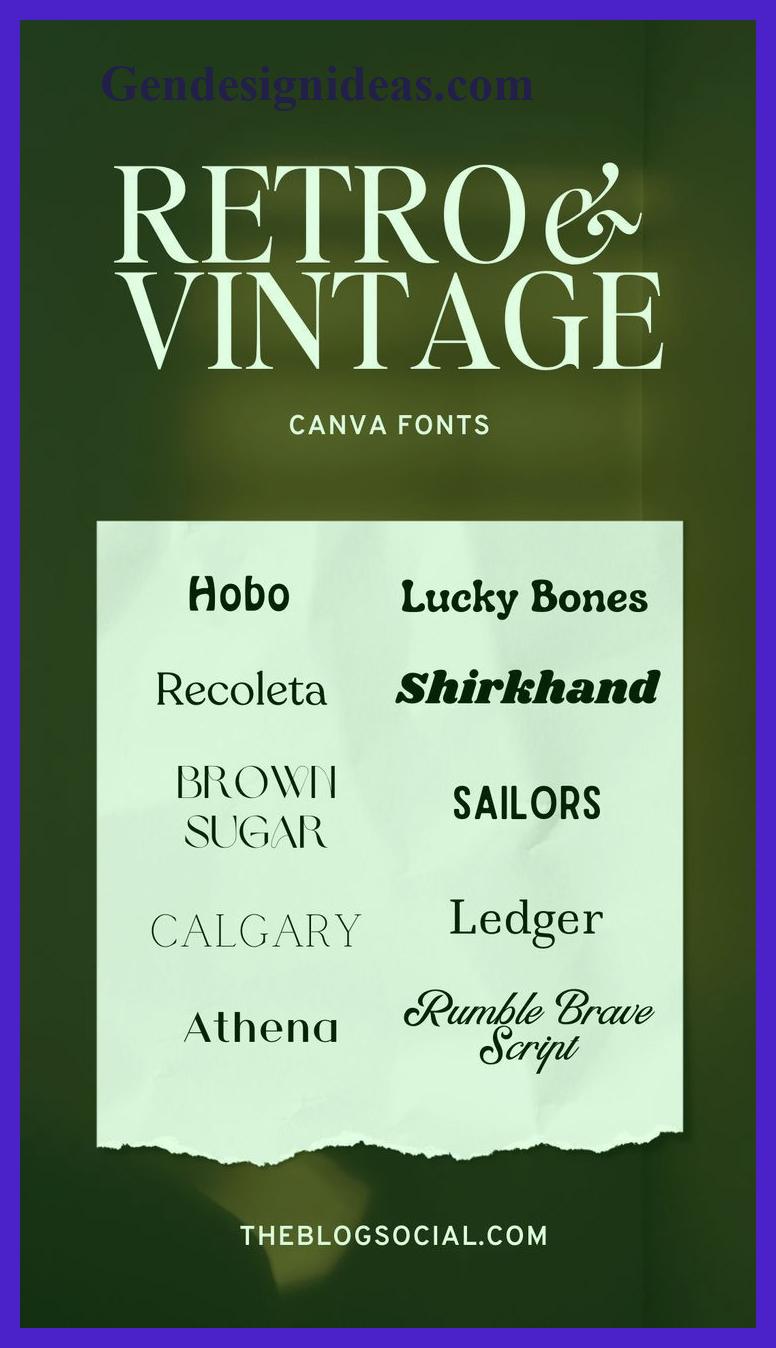 Gendesignideas.com
RETRO &
VINTAGE
CANVA FONTS
Hobo
Lucky Bones
Recoleta
Shirkhand
BROWN
SUGAR
SAILORS
CALGARY
Ledger
Athena
Rumble Brave
Script
THEBLOGSOCIAL.COM